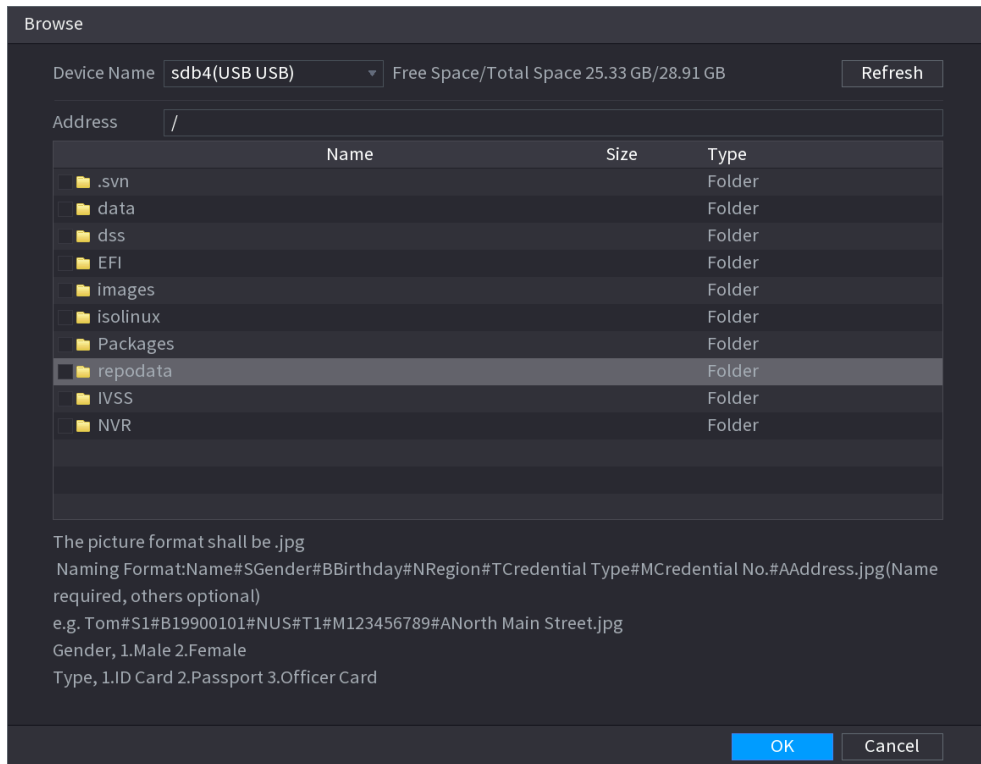 Browse
Device Name sdb4(USB USB) Free Space/Total Space 25.33 GB/28.91 GB Refresh
Address /
Name Size Type
.svn Folder
data Folder
dss Folder
EFI Folder
images Folder
isolinux Folder
Packages Folder
repodata Folder
IVSS Folder
NVR Folder
The picture format shall be .jpg
Naming Format:Name#SGender#BBirthday#NRegion#TCredential Type#MCredential No.#AAddress.jpg(Name
required, others optional)
e.g. Tom#S1#B19900101#NUS#T1#M123456789#ANorth Main Street.jpg
Gender, 1.Male 2.Female
Type, 1.ID Card 2.Passport 3.Officer Card
OK Cancel